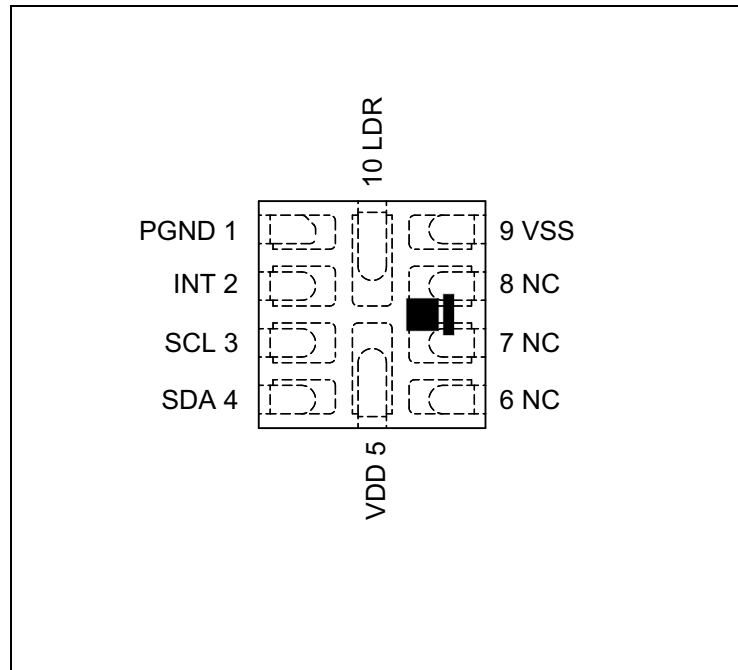 10 LDR
PGND 1
9 VSS
INT 2
8 NC
SCL 3
7 NC
SDA 4
6 NC
VDD 5